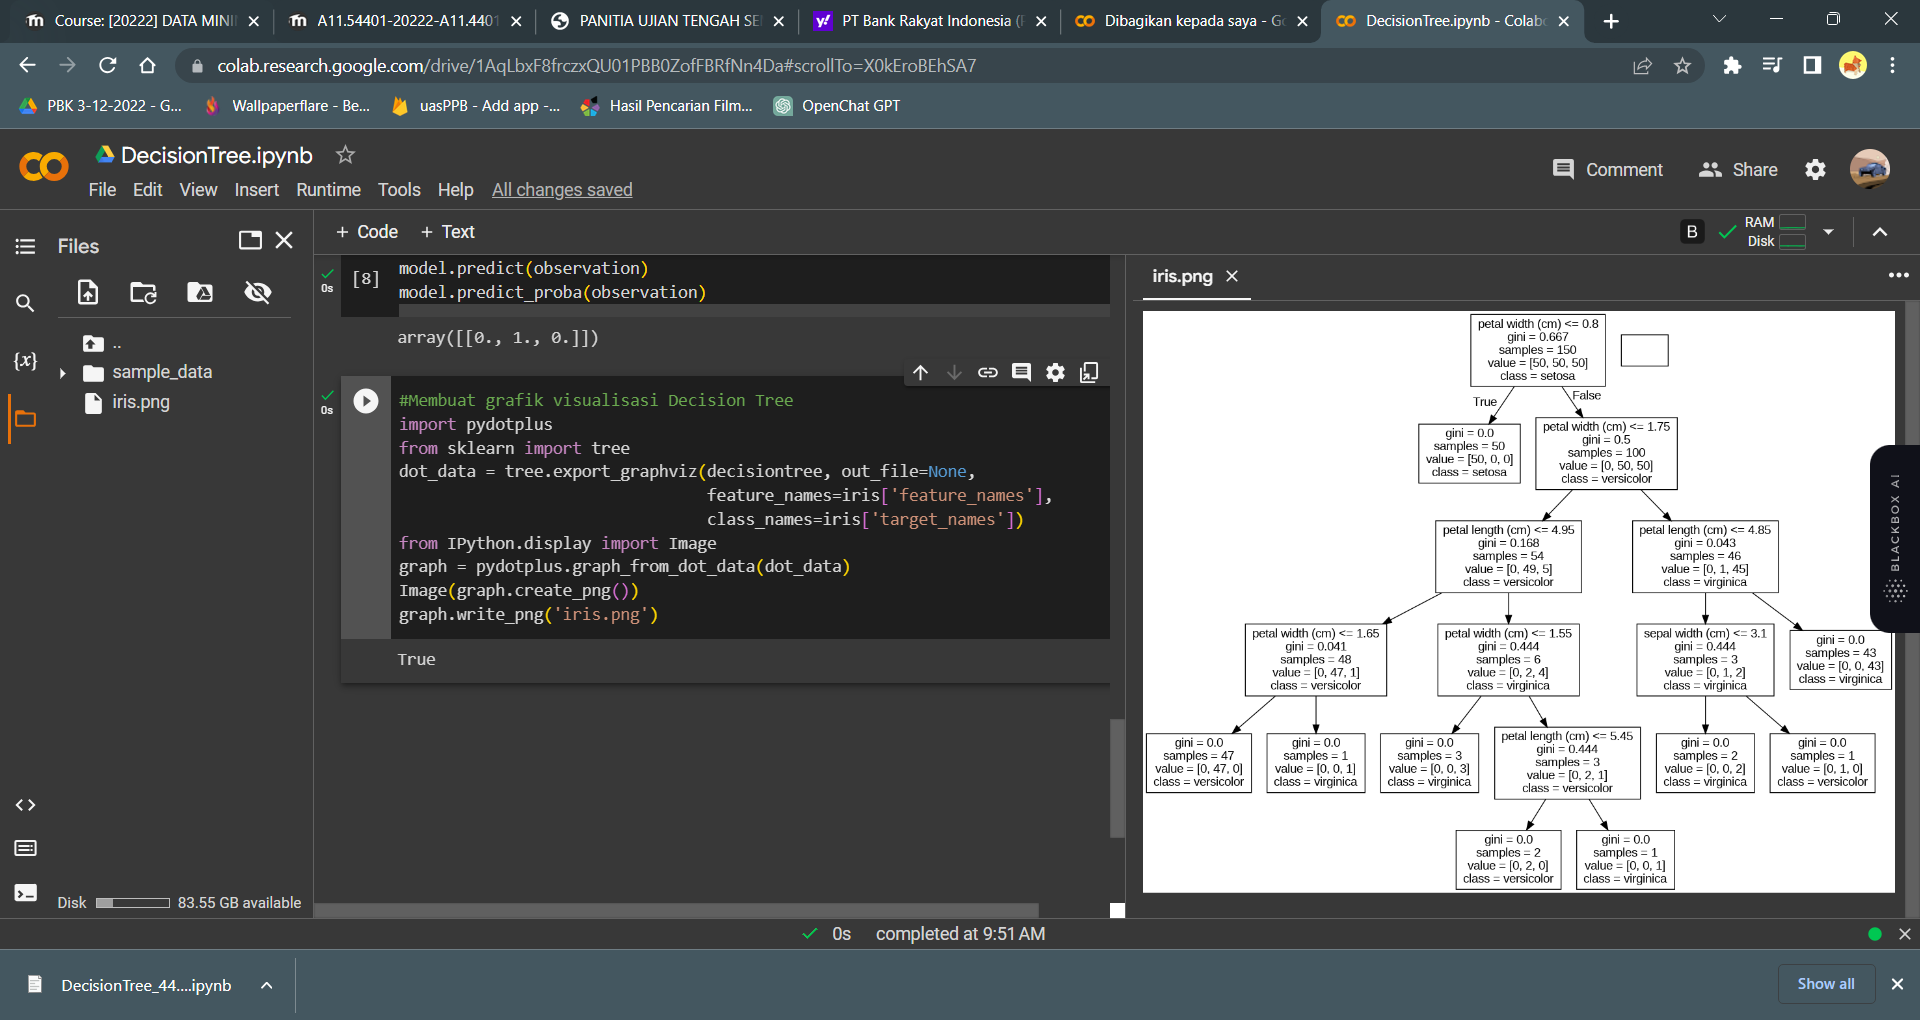 Course: [20222] DATA MINI
A11.54401-20222-A11.4401
PANITIA UJIAN TENGAH SE
PT Bank Rakyat Indonesia (P
Dibagikan kepada saya - Go
DecisionTree.ipynb - Colab
colab.research.google.com/drive/1AqLbxF8frczxQU01PBB0ZofFBRfNn4Da#scrollTo=X0kEroBEhSA7
PBK 3-12-2022 - G...
Wallpaperflare - Be...
uasPPB - Add app -...
Hasil Pencarian Film...
OpenChat GPT
DecisionTree.ipynb
Comment
Share
File Edit View Insert Runtime Tools Help All changes saved
Files
+ Code + Text
B
RAM
Disk
..
sample_data
iris.png
{x}
0s
[8]
model.predict(observation)
model.predict_proba(observation)
array([[0., 1., 0.]])
0s
#Membuat grafik visualisasi Decision Tree
import pydotplus
from sklearn import tree
dot_data = tree.export_graphviz(decisiontree, out_file=None,
feature_names=iris['feature_names'],
class_names=iris['target_names'])
from IPython.display import Image
graph = pydotplus.graph_from_dot_data(dot_data)
Image(graph.create_png())
graph.write_png('iris.png')
True
iris.png
petal width (cm) <= 0.8
gini = 0.667
samples = 150
value = [50, 50, 50]
class = setosa
True
False
gini = 0.0
samples = 50
value = [50, 0, 0]
class = setosa
petal width (cm) <= 1.75
gini = 0.5
samples = 100
value = [0, 50, 50]
class = versicolor
petal length (cm) <= 4.95
gini = 0.168
samples = 54
value = [0, 49, 5]
class = versicolor
petal length (cm) <= 4.85
gini = 0.043
samples = 46
value = [0, 1, 45]
class = virginica
petal width (cm) <= 1.65
gini = 0.041
samples = 48
value = [0, 47, 1]
class = versicolor
petal width (cm) <= 1.55
gini = 0.444
samples = 6
value = [0, 2, 4]
class = virginica
sepal width (cm) <= 3.1
gini = 0.444
samples = 3
value = [0, 1, 2]
class = virginica
gini = 0.0
samples = 43
value = [0, 0, 43]
class = virginica
gini = 0.0
samples = 47
value = [0, 47, 0]
class = versicolor
gini = 0.0
samples = 1
value = [0, 0, 1]
class = virginica
gini = 0.0
samples = 3
value = [0, 0, 3]
class = virginica
petal length (cm) <= 5.45
gini = 0.444
samples = 3
value = [0, 2, 1]
class = versicolor
gini = 0.0
samples = 2
value = [0, 0, 2]
class = virginica
gini = 0.0
samples = 1
value = [0, 1, 0]
class = versicolor
gini = 0.0
samples = 2
value = [0, 2, 0]
class = versicolor
gini = 0.0
samples = 1
value = [0, 0, 1]
class = virginica
BLACKBOX AI
Disk 83.55 GB available
0s completed at 9:51 AM
DecisionTree_44....ipynb
Show all